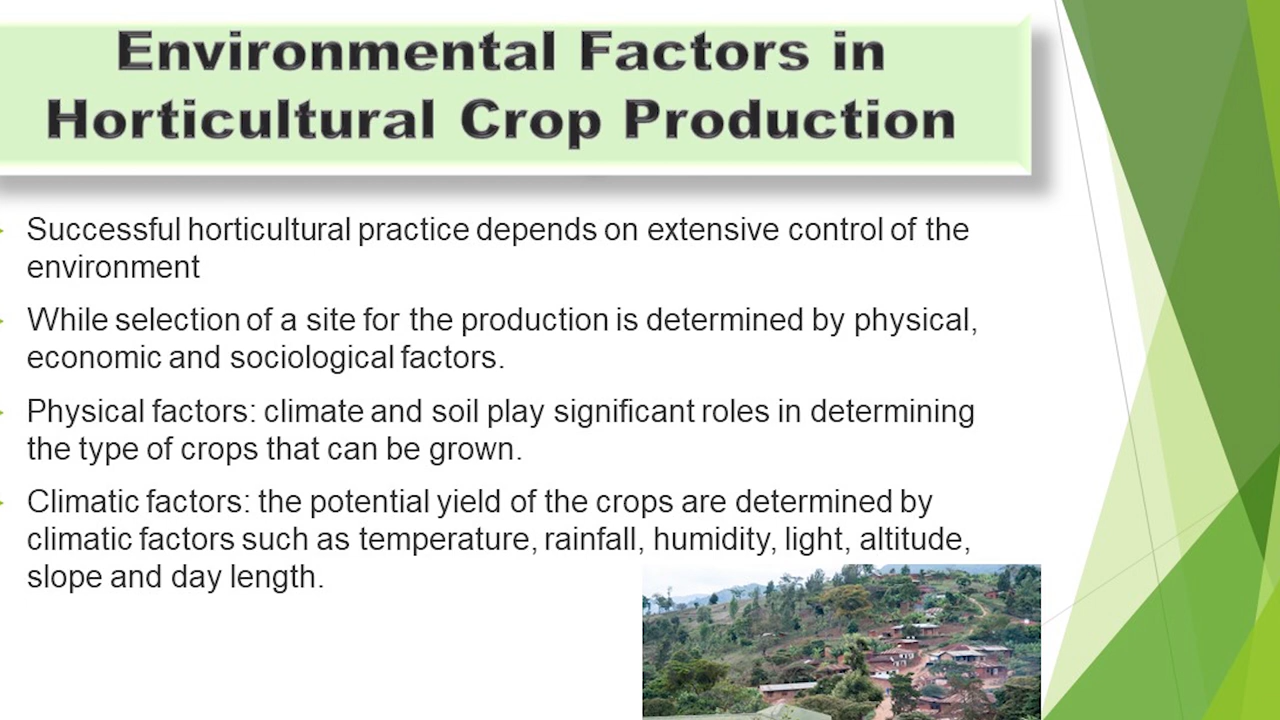 Environmental Factors in
Horticultural Crop Production
Successful horticultural practice depends on extensive control of the
environment
While selection of a site for the production is determined by physical,
economic and sociological factors.
Physical factors: climate and soil play significant roles in determining
the type of crops that can be grown.
Climatic factors: the potential yield of the crops are determined by
climatic factors such as temperature, rainfall, humidity, light, altitude,
slope and day length.